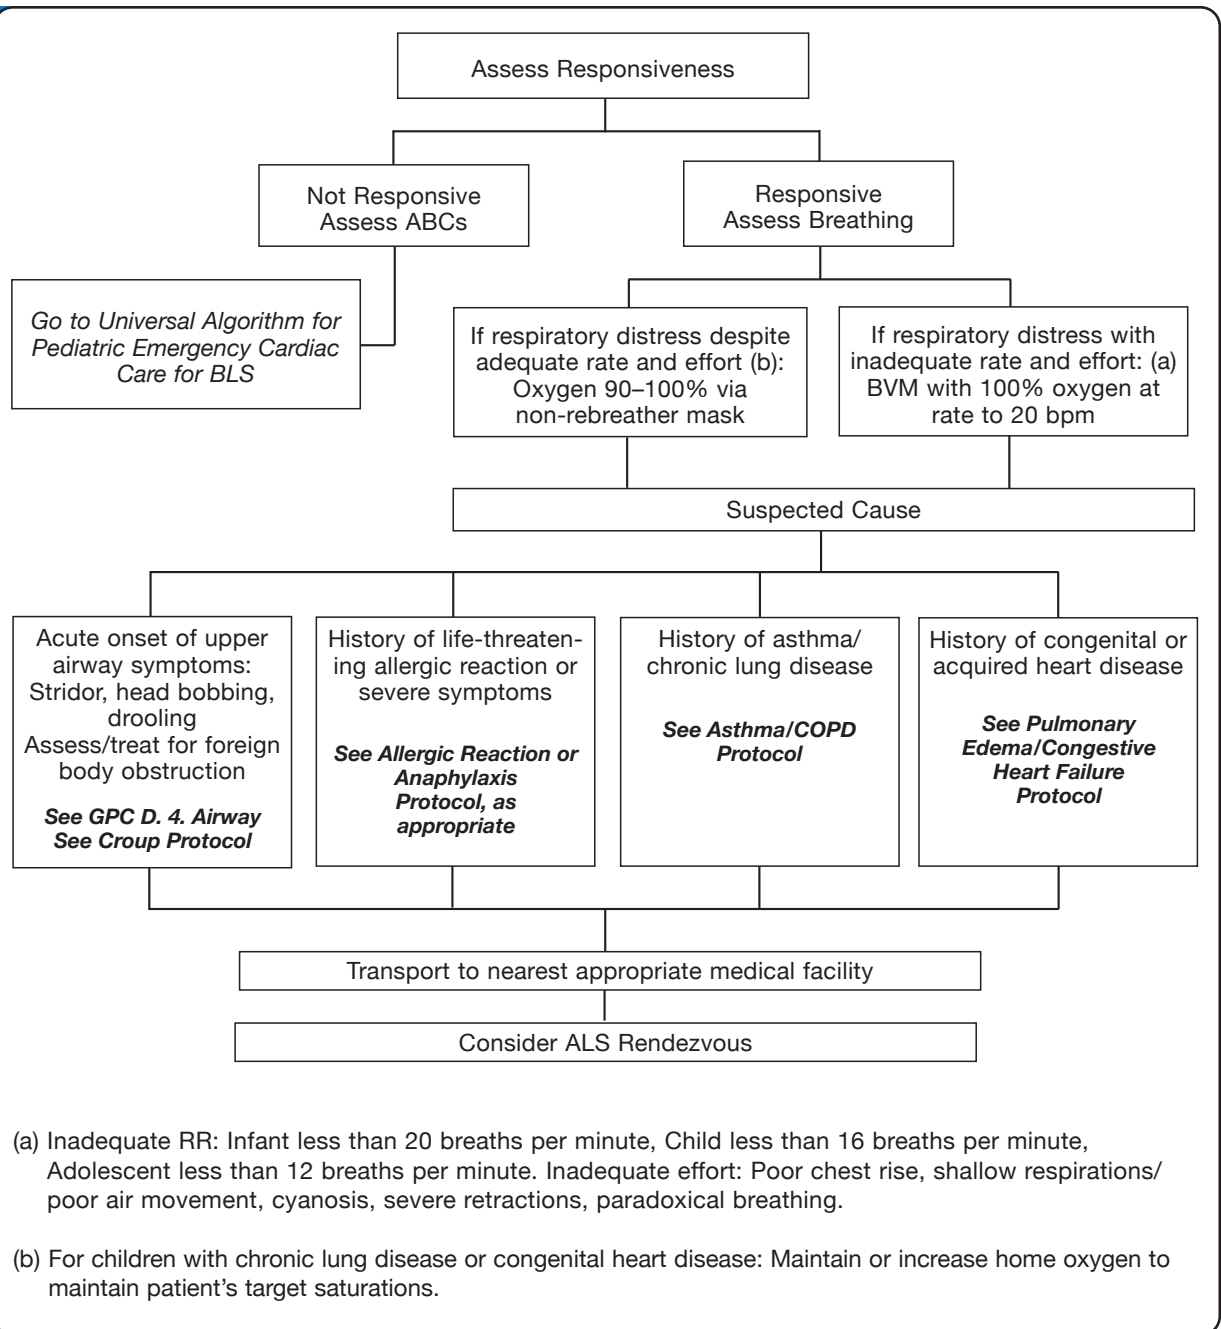 Assess Responsiveness
Not Responsive
Assess ABCs
Responsive
Assess Breathing
Go to Universal Algorithm for
Pediatric Emergency Cardiac
Care for BLS
If respiratory distress despite
adequate rate and effort (b):
Oxygen 90–100% via
non-rebreather mask
If respiratory distress with
inadequate rate and effort: (a)
BVM with 100% oxygen at
rate to 20 bpm
Suspected Cause
Acute onset of upper
airway symptoms:
Stridor, head bobbing,
drooling
Assess/treat for foreign
body obstruction
See GPC D. 4. Airway
See Croup Protocol
History of life-threaten-
ing allergic reaction or
severe symptoms
See Allergic Reaction or
Anaphylaxis
Protocol, as
appropriate
History of asthma/
chronic lung disease
See Asthma/COPD
Protocol
History of congenital or
acquired heart disease
See Pulmonary
Edema/Congestive
Heart Failure
Protocol
Transport to nearest appropriate medical facility
Consider ALS Rendezvous
(a) Inadequate RR: Infant less than 20 breaths per minute, Child less than 16 breaths per minute,
Adolescent less than 12 breaths per minute. Inadequate effort: Poor chest rise, shallow respirations/
poor air movement, cyanosis, severe retractions, paradoxical breathing.
(b) For children with chronic lung disease or congenital heart disease: Maintain or increase home oxygen to
maintain patient's target saturations.